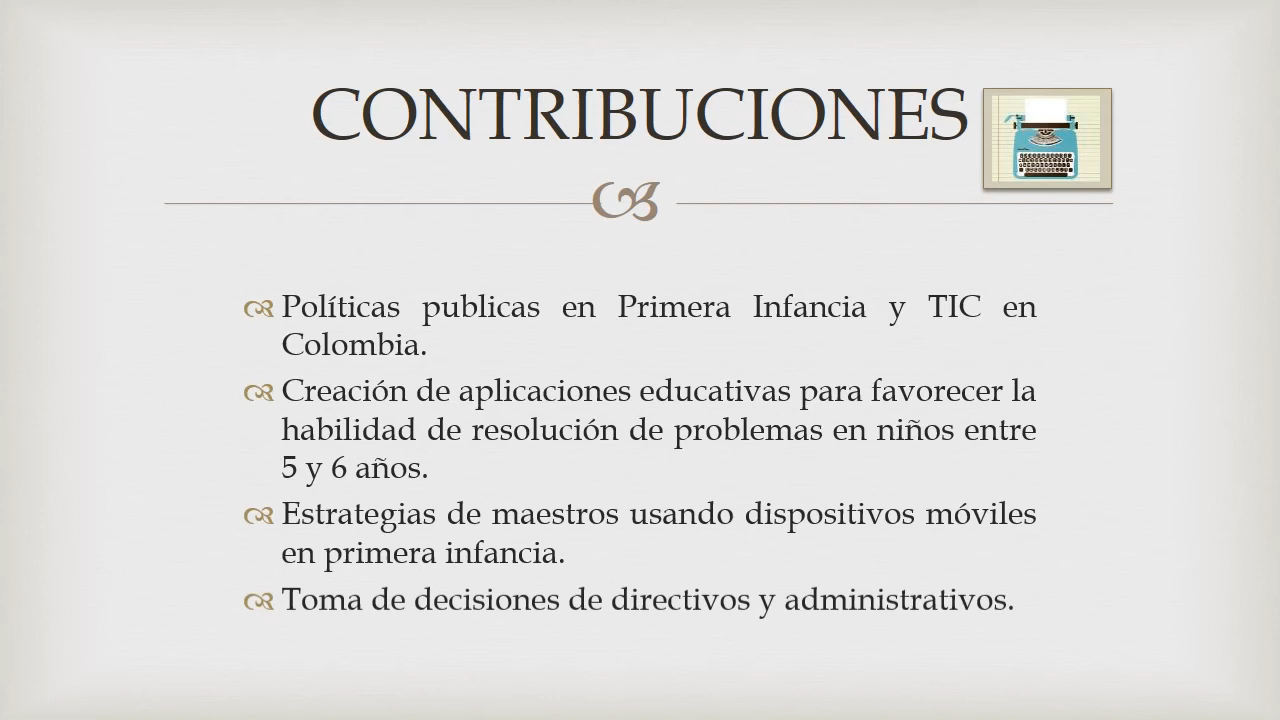 CONTRIBUCIONES
Políticas publicas en Primera Infancia y TIC en
Colombia.
Creación de aplicaciones educativas para favorecer la
habilidad de resolución de problemas en niños entre
5 y 6 años.
Estrategias de maestros usando dispositivos móviles
en primera infancia.
Toma de decisiones de directivos y administrativos.